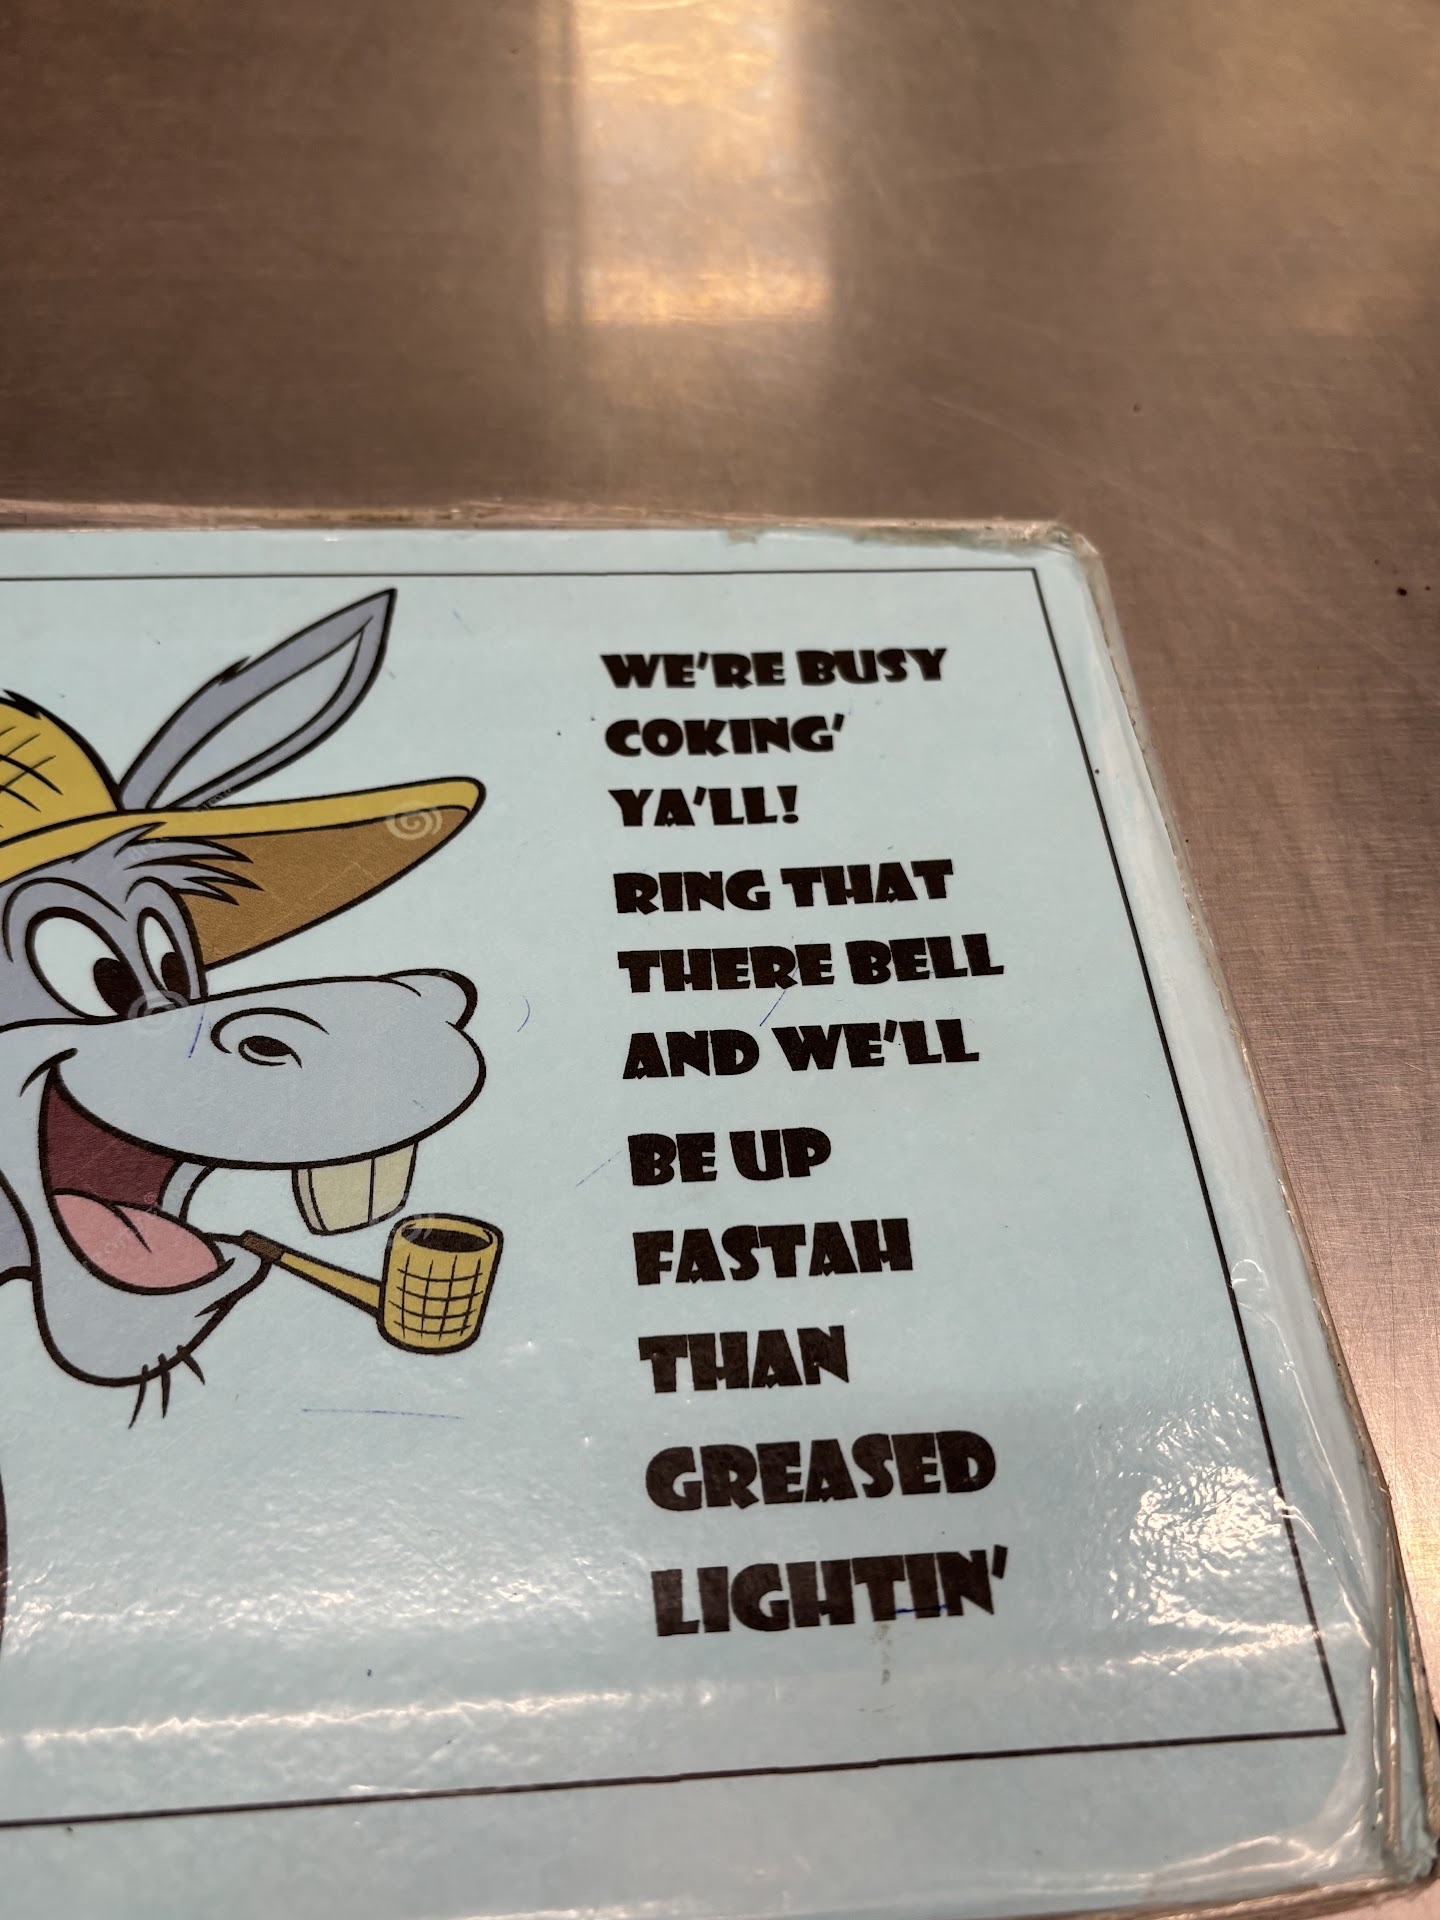 WE'RE BUSY
COKING'
YA'LL!
RING THAT
THERE BELL
AND WE'LL
BE UP
FASTAH
THAN
GREASED
LIGHTIN'